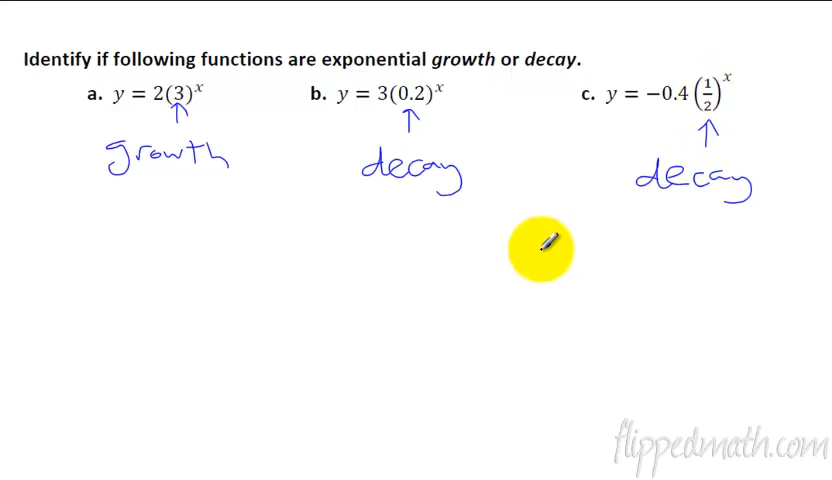 Identify if following functions are exponential growth or decay.
a. y = 2(3)^x b. y = 3(0.2)^x c. y = −0.4 (1/2)^x
growth decay decay
flippedmath.com